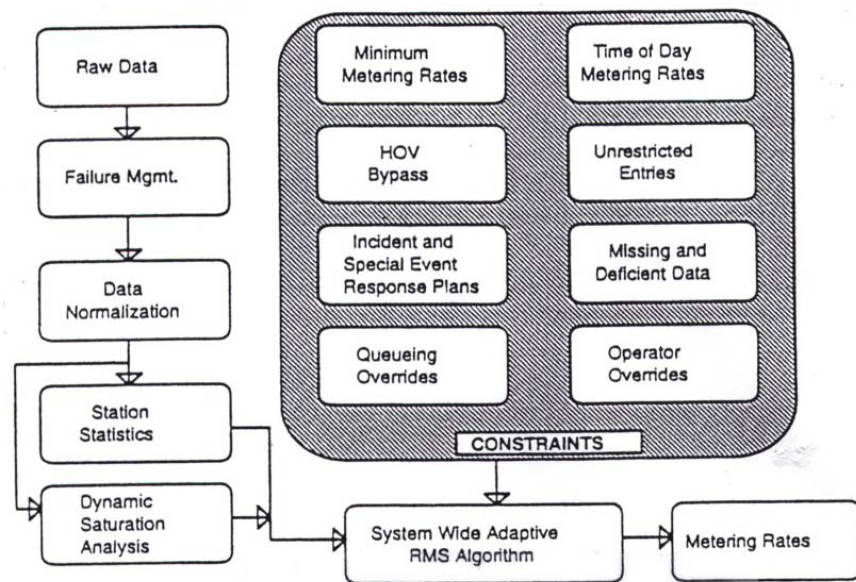 Raw Data
Failure Mgmt.
Data
Normalization
Station
Statistics
Dynamic
Saturation
Analysis
Minimum
Metering Rates
Time of Day
Metering Rates
HOV
Bypass
Unrestricted
Entries
Incident and
Special Event
Response Plans
Missing and
Deficient Data
Queueing
Overrides
Operator
Overrides
CONSTRAINTS
System Wide Adaptive
RMS Algorithm
Metering Rates